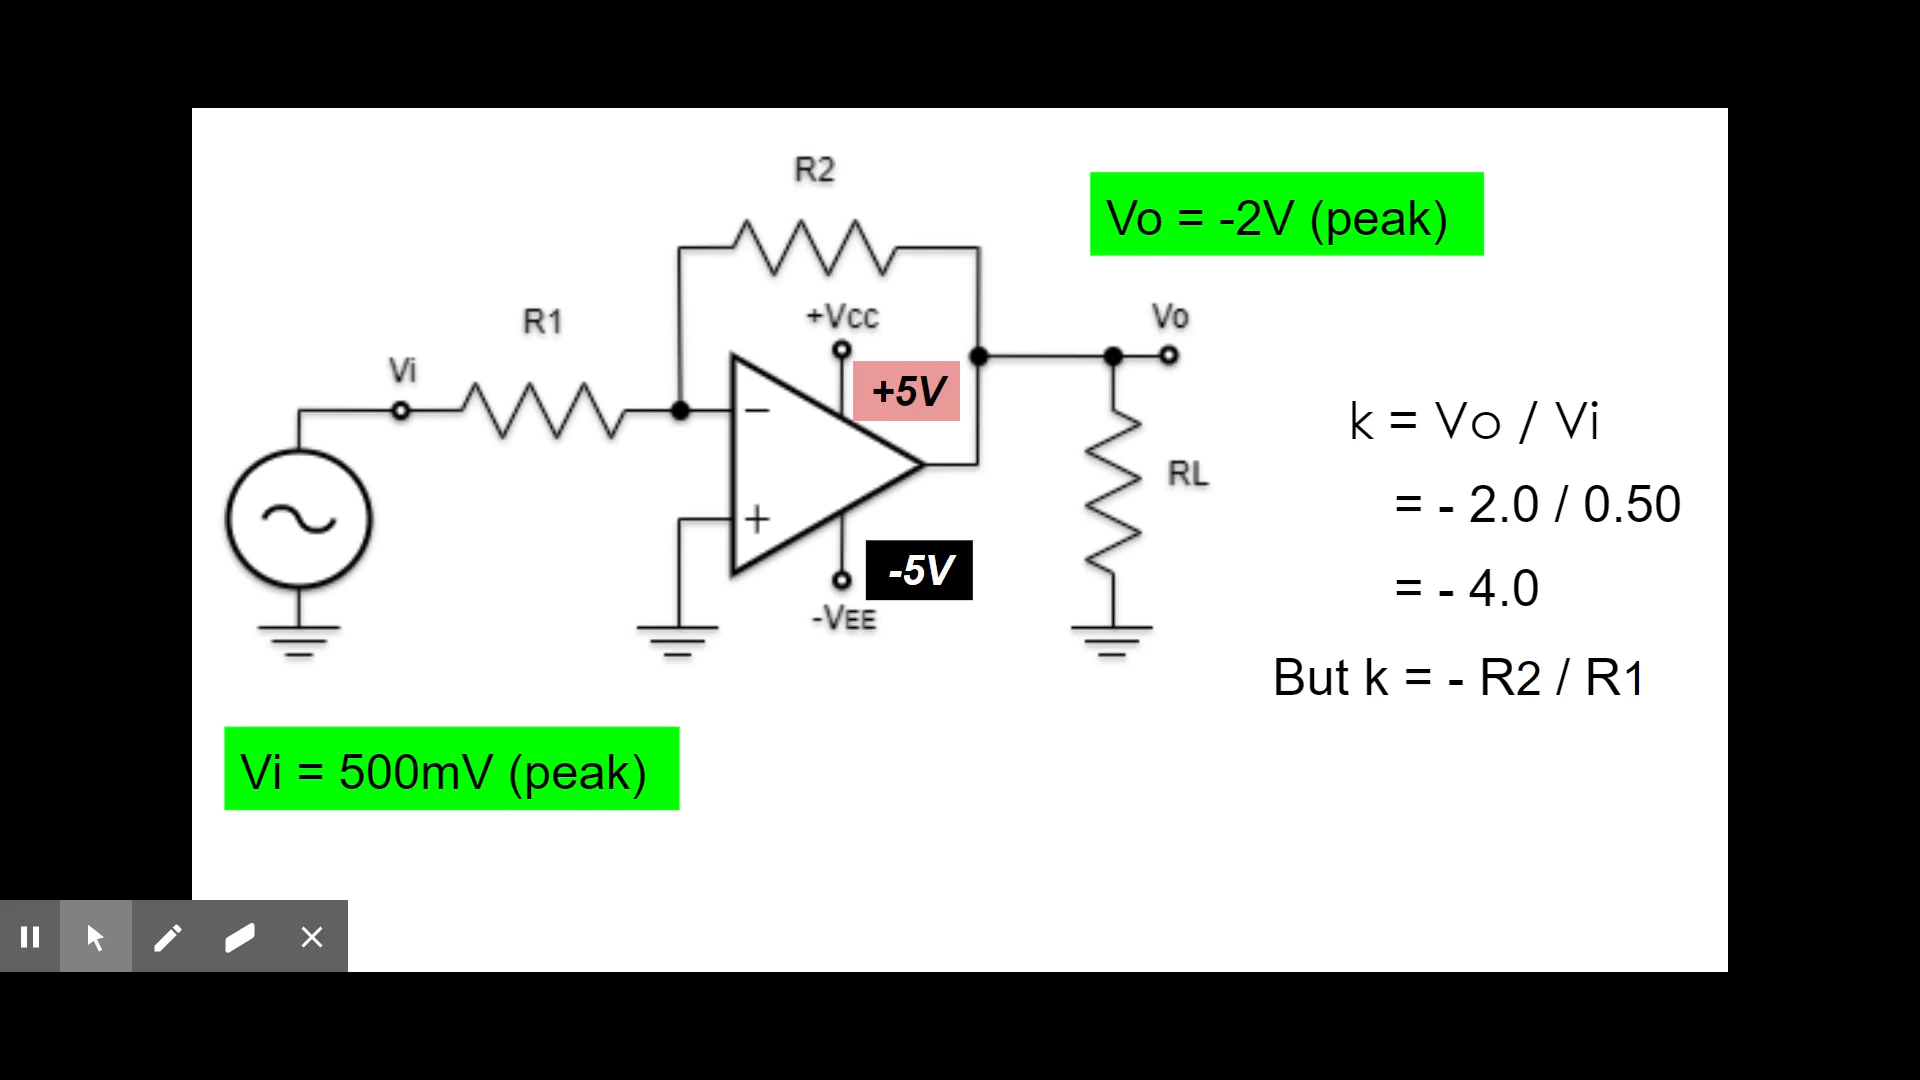 R2
Vo = -2V (peak)
R1
+Vcc
Vo
Vi
+5V
k = Vo / Vi
−
RL
= - 2.0 / 0.50
+
-5V
= - 4.0
-VEE
But k = - R2 / R1
Vi = 500mV (peak)